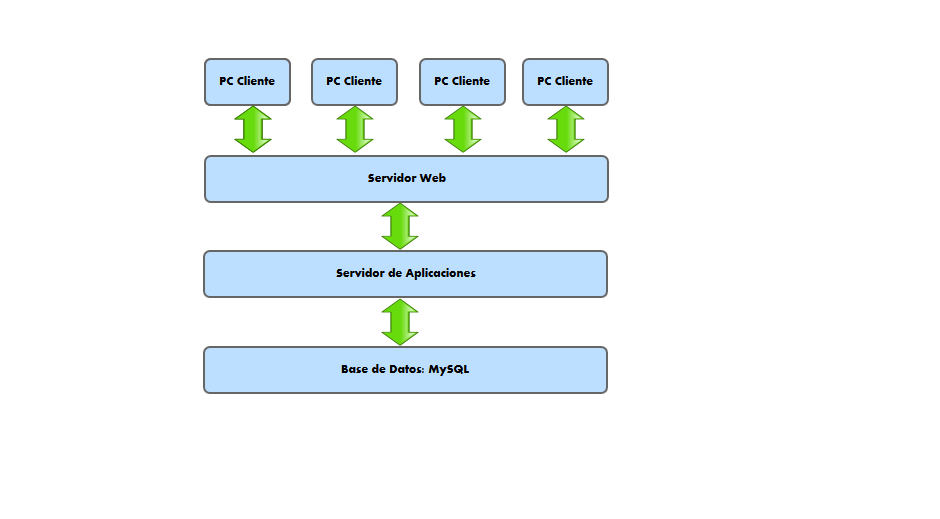 PC Cliente
PC Cliente
PC Cliente
PC Cliente
Servidor Web
Servidor de Aplicaciones
Base de Datos: MySQL